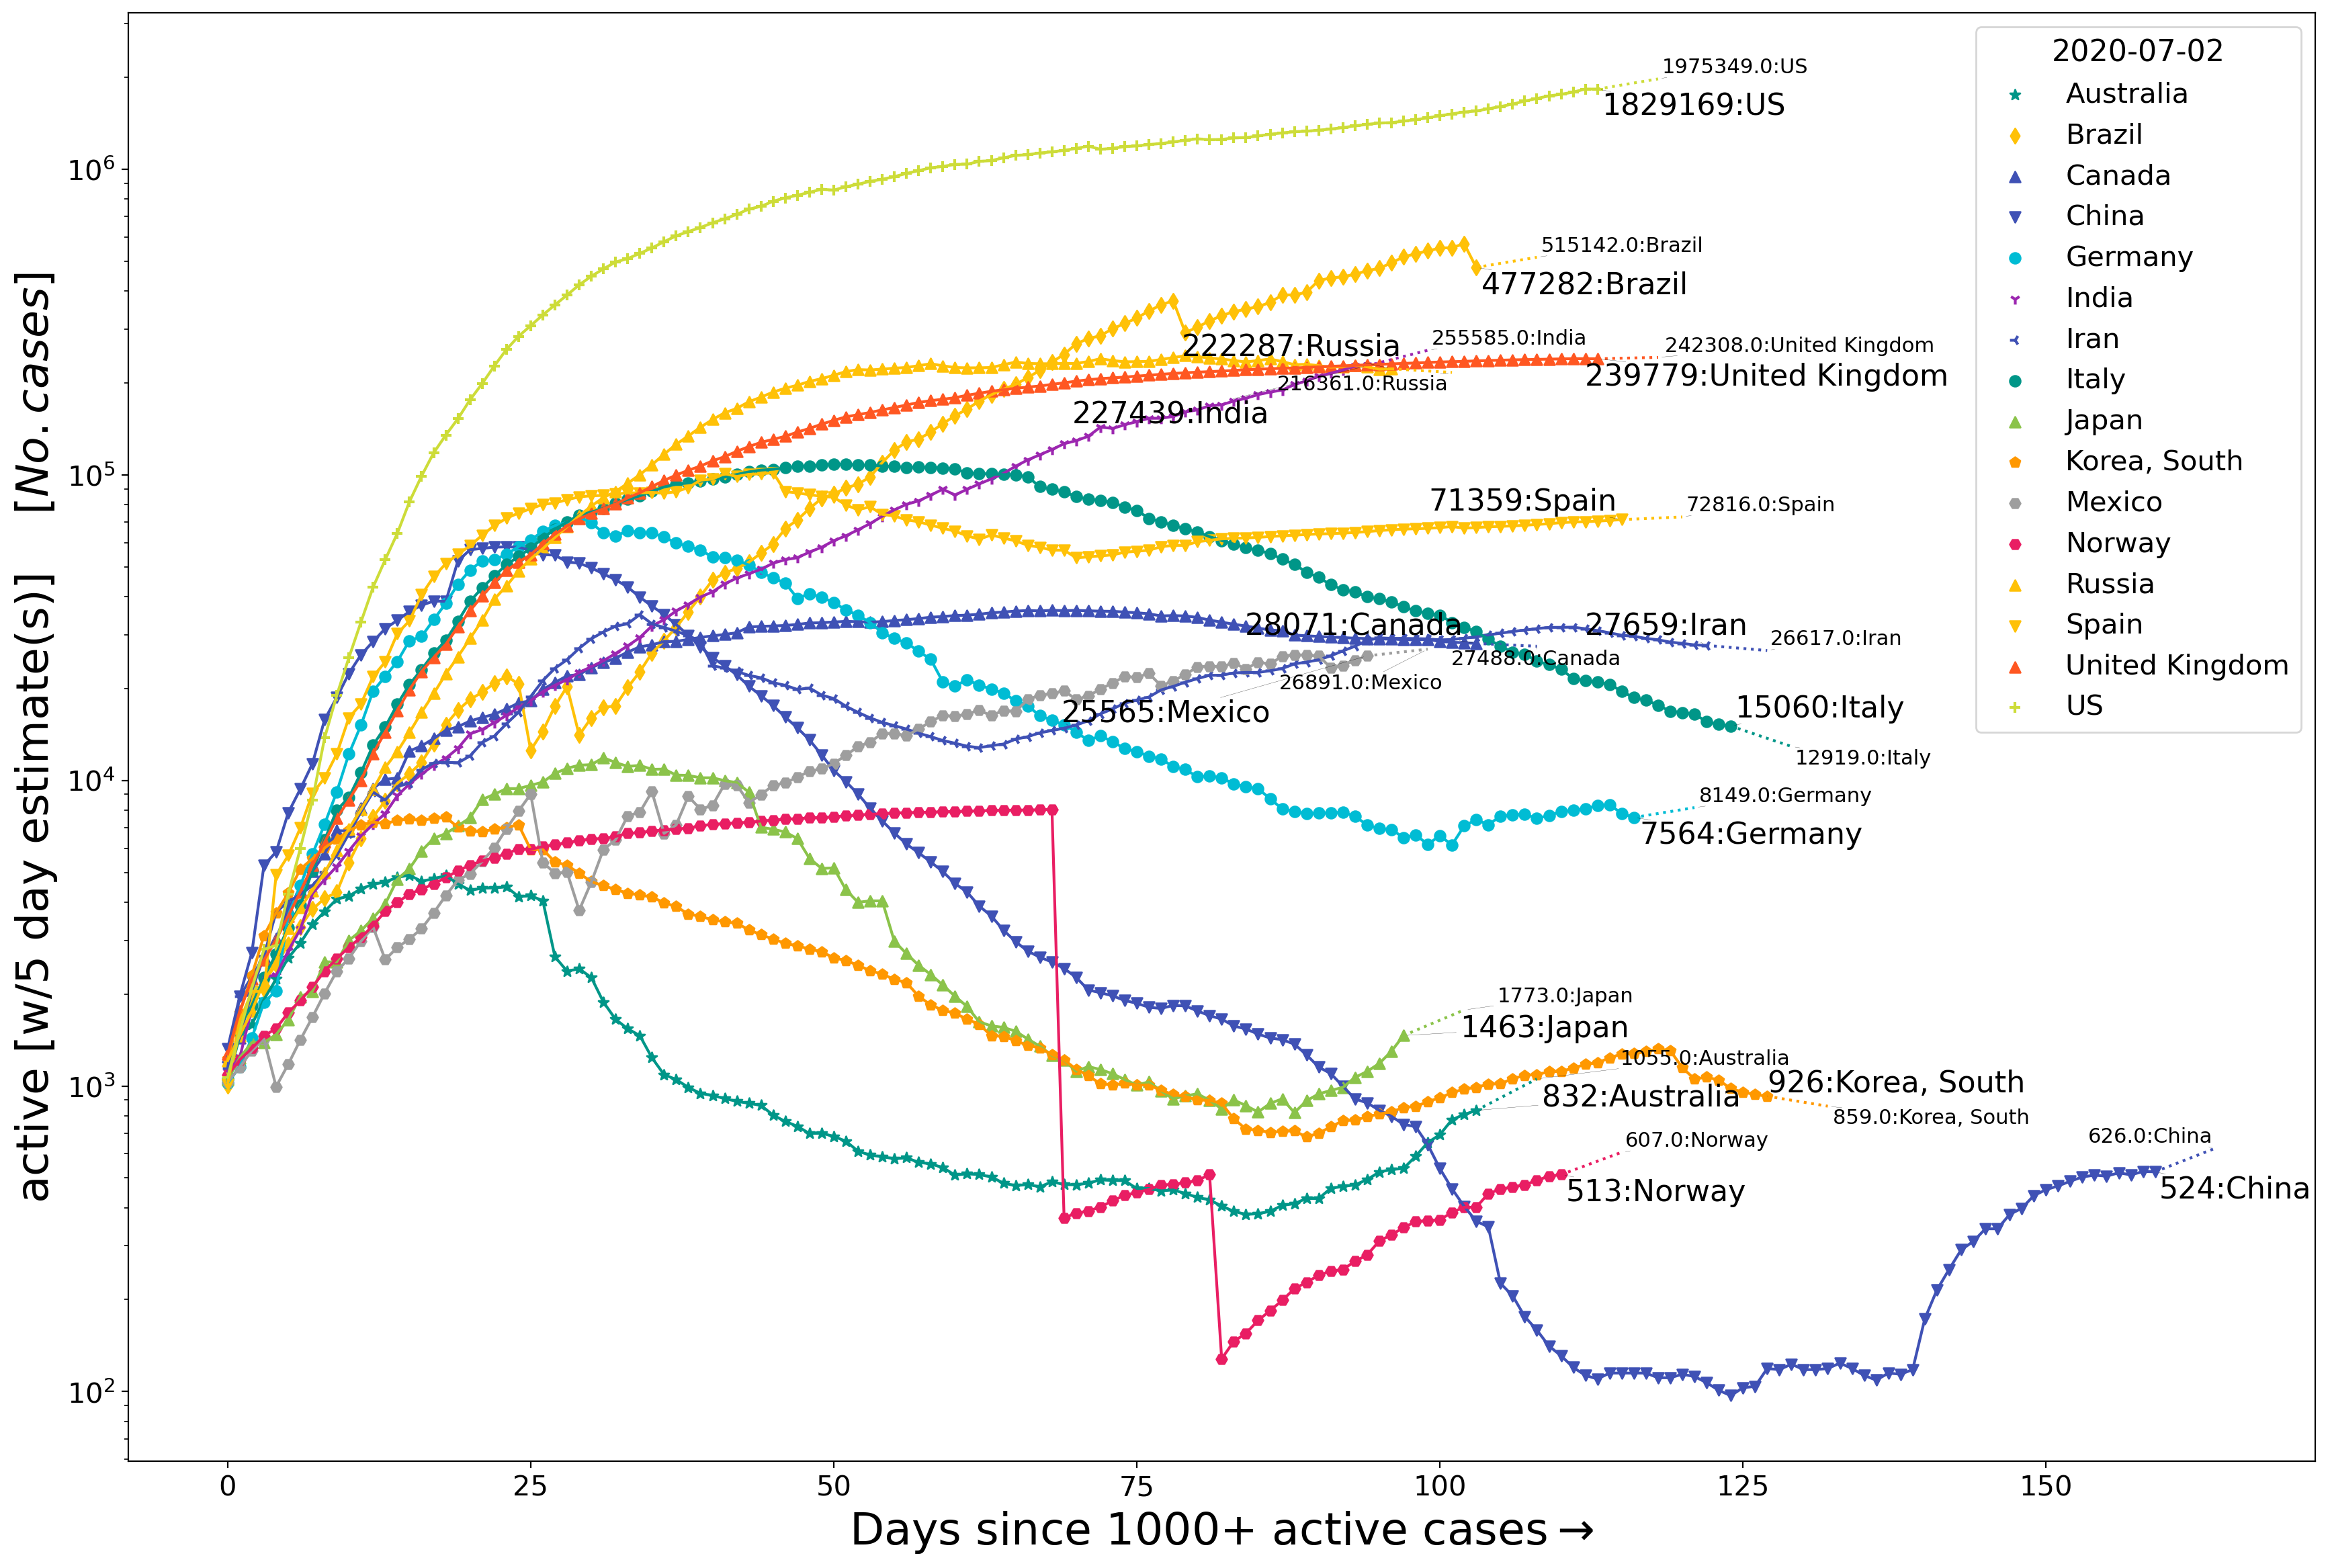 active [w/5 day estimate(s)] [No.cases]
10^6
10^5
10^4
10^3
10^2
0 25 50 75 100 125 150
Days since 1000+ active cases→
1975349.0:US
1829169:US
515142.0:Brazil
477282:Brazil
222287:Russia
255585.0:India
242308.0:United Kingdom
239779:United Kingdom
216361.0:Russia
227439:India
71359:Spain
72816.0:Spain
28071:Canada
27659:Iran
26617.0:Iran
27488.0:Canada
26891.0:Mexico
25565:Mexico
15060:Italy
12919.0:Italy
8149.0:Germany
7564:Germany
1773.0:Japan
1463:Japan
1055.0:Australia
832:Australia
926:Korea, South
859.0:Korea, South
607.0:Norway
513:Norway
626.0:China
524:China
2020-07-02
Australia
Brazil
Canada
China
Germany
India
Iran
Italy
Japan
Korea, South
Mexico
Norway
Russia
Spain
United Kingdom
US